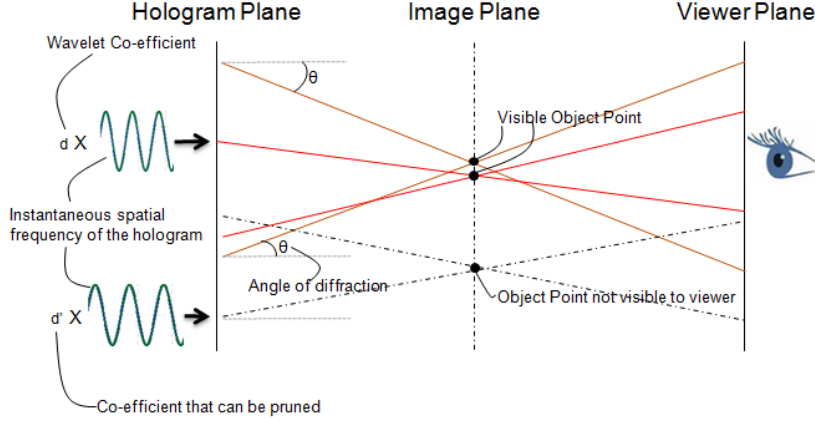 Hologram Plane
Image Plane
Viewer Plane
Wavelet Co-efficient
θ
Visible Object Point
d X
Instantaneous spatial
frequency of the hologram
θ
Angle of diffraction
Object Point not visible to viewer
d' X
Co-efficient that can be pruned